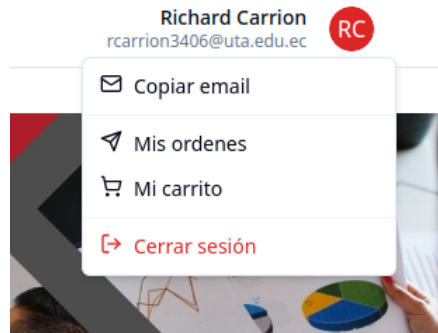 Richard Carrion
rcarrion3406@uta.edu.ec
RC
Copiar email
Mis ordenes
Mi carrito
Cerrar sesión